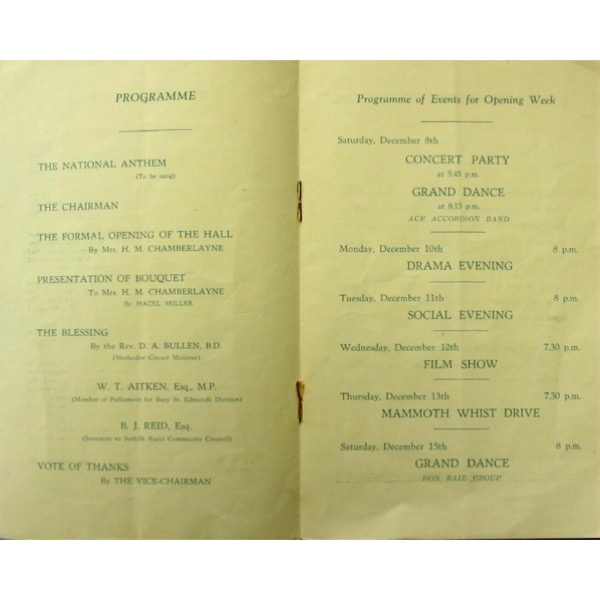 PROGRAMME
THE NATIONAL ANTHEM
(To be sung)
THE CHAIRMAN
THE FORMAL OPENING OF THE HALL
By Mrs. H. M. CHAMBERLAYNE
PRESENTATION OF BOUQUET
To Mrs. H. M. CHAMBERLAYNE
By HAZEL MILLER
THE BLESSING
By the Rev. D. A. BULLEN, B.D.
(Methodist Circuit Minister)
W. T. AITKEN, Esq., M.P.
(Member of Parliament for Bury St. Edmunds Division)
B. J. REID, Esq.
(Secretary to Suffolk Rural Community Council)
VOTE OF THANKS
By THE VICE-CHAIRMAN
Programme of Events for Opening Week
Saturday, December 8th
CONCERT PARTY
at 5.45 p.m.
GRAND DANCE
at 8.15 p.m.
ACE ACCORDION BAND
Monday, December 10th 8 p.m.
DRAMA EVENING
Tuesday, December 11th 8 p.m.
SOCIAL EVENING
Wednesday, December 12th 7.30 p.m.
FILM SHOW
Thursday, December 13th 7.30 p.m.
MAMMOTH WHIST DRIVE
Saturday, December 15th 8 p.m.
GRAND DANCE
DON RAIE GROUP